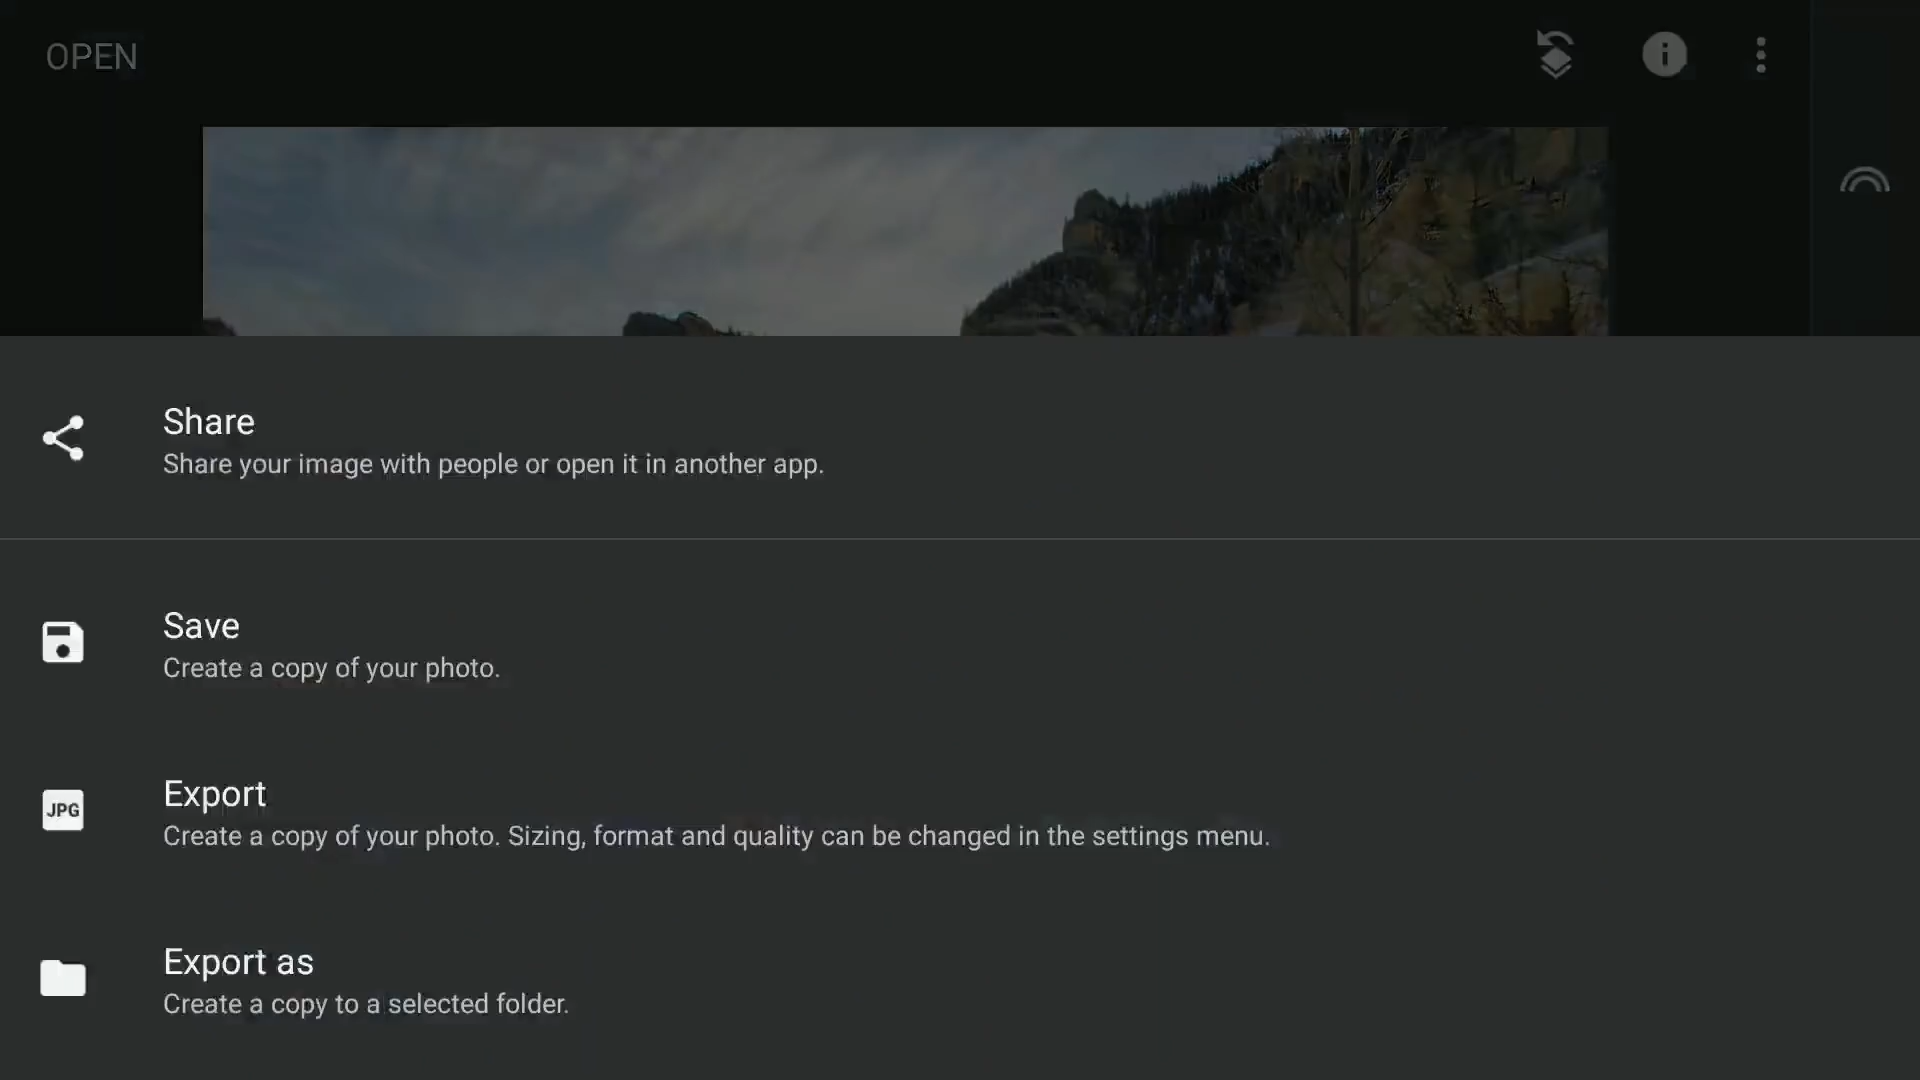 OPEN
Share
Share your image with people or open it in another app.
Save
Create a copy of your photo.
JPG
Export
Create a copy of your photo. Sizing, format and quality can be changed in the settings menu.
Export as
Create a copy to a selected folder.